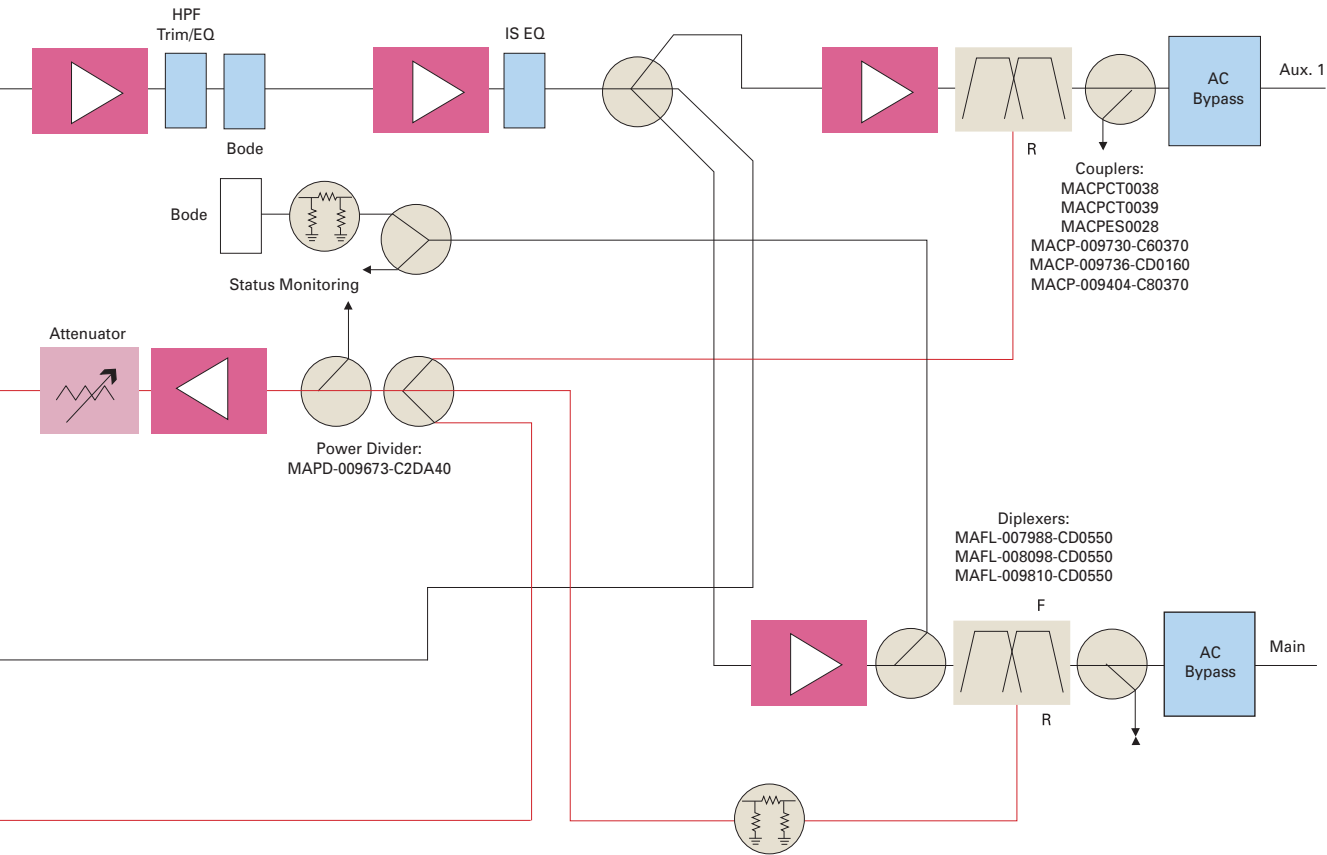 HPF
Trim/EQ
IS EQ
AC
Bypass
Aux. 1
Bode
R
Couplers:
MACPCT0038
MACPCT0039
MACPES0028
MACP-009730-C60370
MACP-009736-CD0160
MACP-009404-C80370
Bode
Status Monitoring
Attenuator
Power Divider:
MAPD-009673-C2DA40
Diplexers:
MAFL-007988-CD0550
MAFL-008098-CD0550
MAFL-009810-CD0550
F
AC
Bypass
Main
R